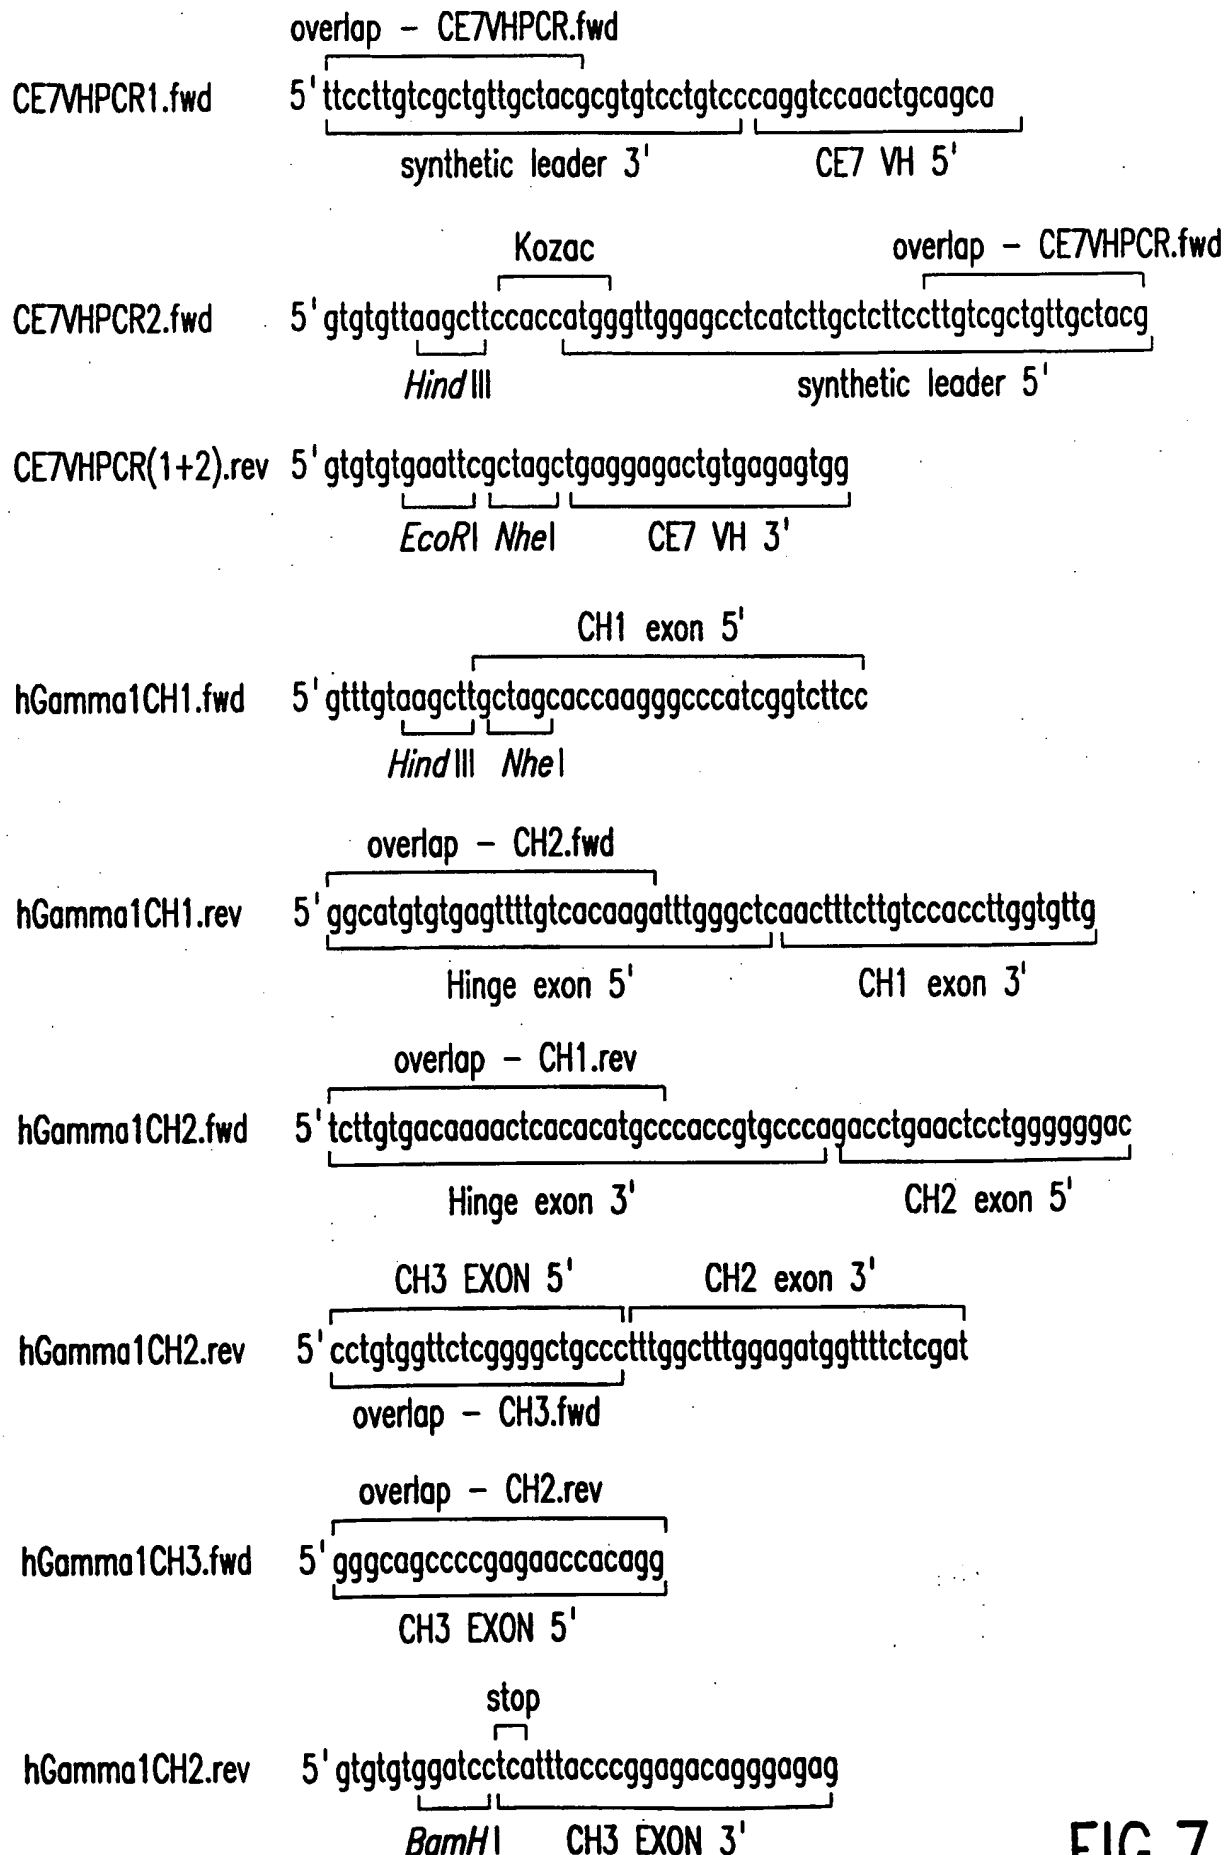 overlap - CE7VHPCR.fwd
CE7VHPCR1.fwd 5'ttccttgtcgctgttgctacgcgtgtcctgtcccaggtccaactgcagca
synthetic leader 3' CE7 VH 5'
Kozac overlap - CE7VHPCR.fwd
CE7VHPCR2.fwd 5'gtgtgttaagcttccaccatgggttggagcctcatcttgctcttccttgtcgctgttgctacg
Hind III synthetic leader 5'
CE7VHPCR(1+2).rev 5'gtgtgtgaattcgctagctgaggagactgtgagagtgg
EcoRI NheI CE7 VH 3'
CH1 exon 5'
hGamma1CH1.fwd 5'gtttgtaagcttgctagcaccaagggcccatcggtcttcc
Hind III NheI
overlap - CH2.fwd
hGamma1CH1.rev 5'ggcatgtgtgagttttgtcacaagatttgggctcaactttcttgtccaccttggtgttg
Hinge exon 5' CH1 exon 3'
overlap - CH1.rev
hGamma1CH2.fwd 5'tcttgtgacaaaactcacacatgcccaccgtgcccagacctgaactcctggggggac
Hinge exon 3' CH2 exon 5'
CH3 EXON 5' CH2 exon 3'
hGamma1CH2.rev 5'cctgtggttctcggggctgccctttggctttggagatggttttctcgat
overlap - CH3.fwd
overlap - CH2.rev
hGamma1CH3.fwd 5'gggcagccccgagaaccacagg
CH3 EXON 5'
stop
hGamma1CH2.rev 5'gtgtgtggatcctcatttacccggagacagggagag
BamHI CH3 EXON 3'
FIG. 7